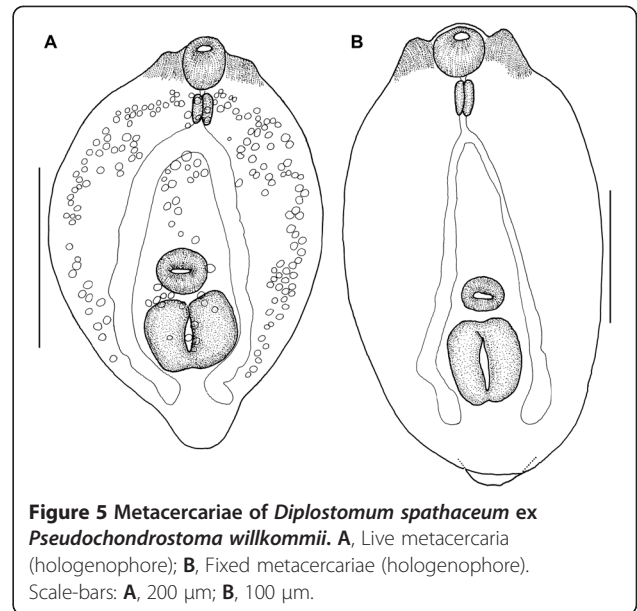 A
B
Figure 5 Metacercariae of Diplostomum spathaceum ex
Pseudochondrostoma willkommii. A, Live metacercaria
(hologenophore); B, Fixed metacercariae (hologenophore).
Scale-bars: A, 200 μm; B, 100 μm.